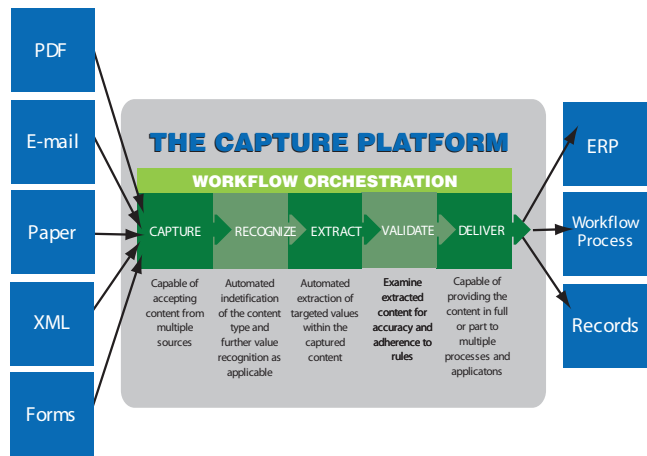 PDF
E-mail
Paper
XML
Forms
THE CAPTURE PLATFORM
WORKFLOW ORCHESTRATION
CAPTURE
RECOGNIZE
EXTRACT
VALIDATE
DELIVER
Capable of
accepting
content from
multiple
sources
Automated
indetification
of the content
type and
further value
recognition as
applicable
Automated
extraction of
targeted values
within the
captured
content
Examine
extracted
content for
accuracy and
adherence to
rules
Capable of
providing the
content in full
or part to
multiple
processes and
applicatons
ERP
Workflow
Process
Records